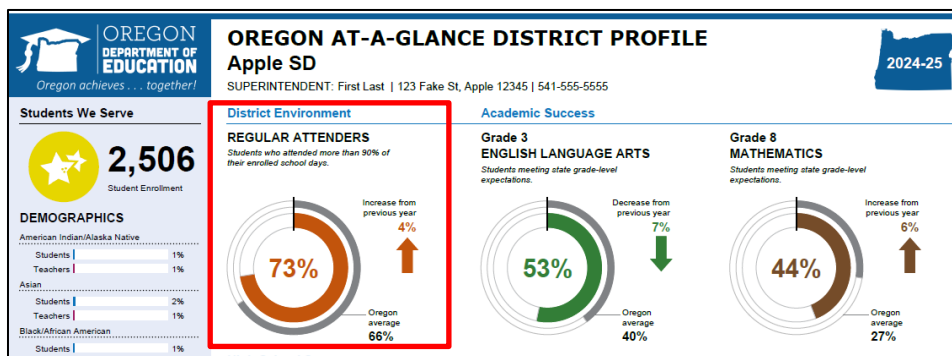 OREGON
DEPARTMENT OF
EDUCATION
Oregon achieves . . . together!
OREGON AT-A-GLANCE DISTRICT PROFILE
Apple SD
SUPERINTENDENT: First Last | 123 Fake St, Apple 12345 | 541-555-5555
2024-25
Students We Serve
2,506
Student Enrollment
DEMOGRAPHICS
American Indian/Alaska Native
Students 1%
Teachers 1%
Asian
Students 2%
Teachers 1%
Black/African American
Students 1%
District Environment
REGULAR ATTENDERS
Students who attended more than 90% of
their enrolled school days.
Increase from
previous year
4%
73%
Oregon
average
66%
Academic Success
Grade 3
ENGLISH LANGUAGE ARTS
Students meeting state grade-level
expectations.
Decrease from
previous year
7%
53%
Oregon
average
40%
Grade 8
MATHEMATICS
Students meeting state grade-level
expectations.
Increase from
previous year
6%
44%
Oregon
average
27%